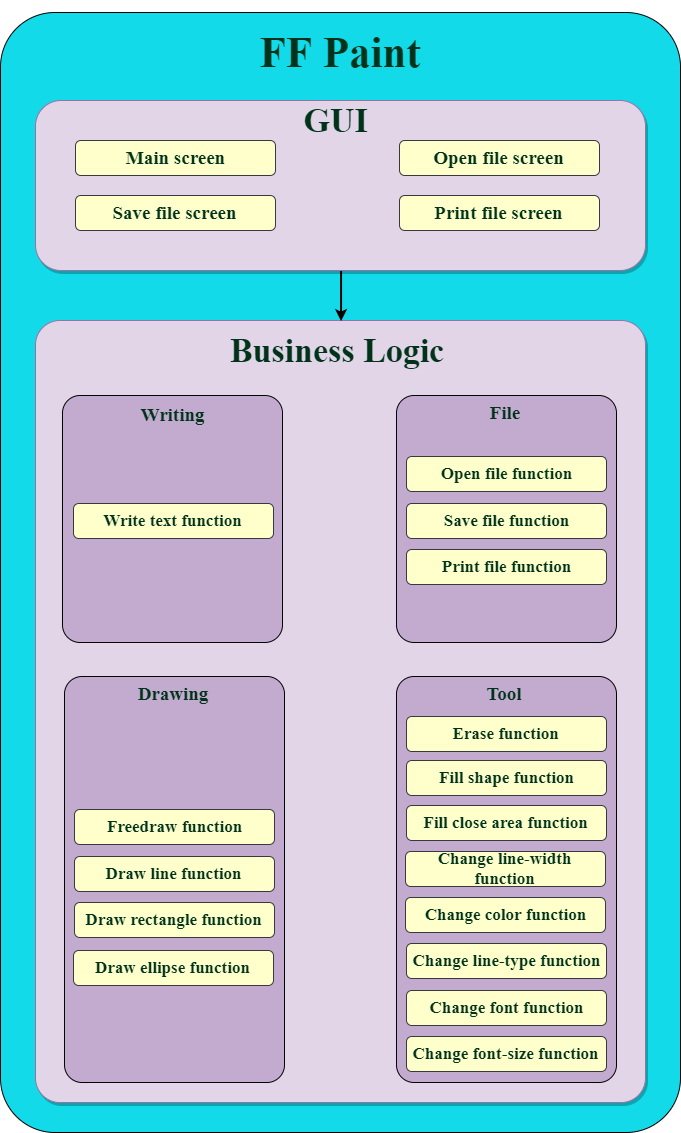 FF Paint
GUI
Main screen
Open file screen
Save file screen
Print file screen
Business Logic
Writing
Write text function
File
Open file function
Save file function
Print file function
Drawing
Freedraw function
Draw line function
Draw rectangle function
Draw ellipse function
Tool
Erase function
Fill shape function
Fill close area function
Change line-width
function
Change color function
Change line-type function
Change font function
Change font-size function